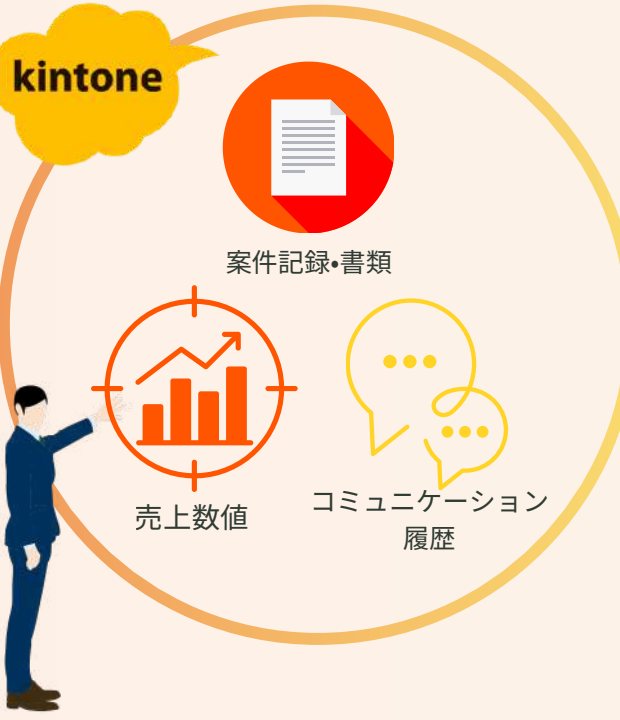 kintone
案件記録•書類
売上数値
コミュニケーション
履歴